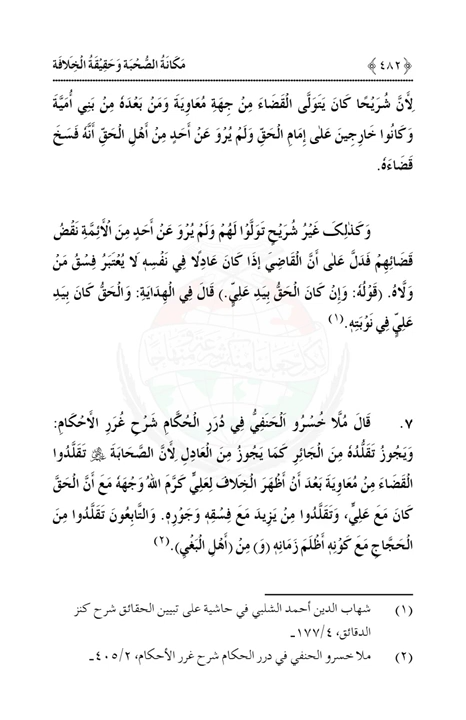 ﴿٤٨٢﴾ مَكَانَةُ الصُّحْبَةِ وَحَقِيْقَةُ الْخِلَافَة
لِأَنَّ شُرَيْحًا كَانَ يَتَوَلَّى الْقَضَاءَ مِنْ جِهَةِ مُعَاوِيَةَ وَمَنْ بَعْدَهُ مِنْ بَنِي أُمَيَّةَ
وَكَانُوا خَارِجِينَ عَلٰى إِمَامِ الْحَقِّ وَلَمْ يُرْوَ عَنْ أَحَدٍ مِنْ أَهْلِ الْحَقِّ أَنَّهُ فَسَخَ
قَضَاءَهُ.
وَكَذٰلِكَ غَيْرُ شُرَيْحٍ تَوَلَّوْا لَهُمْ وَلَمْ يُرْوَ عَنْ أَحَدٍ مِنَ الْأَئِمَّةِ نَقْضُ
قَضَائِهِمْ فَدَلَّ عَلٰى أَنَّ الْقَاضِيَ إِذَا كَانَ عَادِلًا فِي نَفْسِهِ لَا يُعْتَبَرُ فِسْقُ مَنْ
وَلَّاهُ. (قَوْلُهُ: وَإِنْ كَانَ الْحَقُّ بِيَدِ عَلِيٍّ.) قَالَ فِي الْهِدَايَةِ: وَالْحَقُّ كَانَ بِيَدِ
عَلِيٍّ فِي نَوْبَتِهِ.(١)
٧. قَالَ مُلَّا خُسْرُو اَلْحَنَفِيُّ فِي دُرَرِ الْحُكَّامِ شَرْحِ غُرَرِ الْأَحْكَامِ:
وَيَجُوزُ تَقَلُّدُهُ مِنَ الْجَائِرِ كَمَا يَجُوزُ مِنَ الْعَادِلِ لِأَنَّ الصَّحَابَةَ ﷺ تَقَلَّدُوا
الْقَضَاءَ مِنْ مُعَاوِيَةَ بَعْدَ أَنْ أَظْهَرَ الْخِلَافَ لِعَلِيٍّ كَرَّمَ اللهُ وَجْهَهُ مَعَ أَنَّ الْحَقَّ
كَانَ مَعَ عَلِيٍّ، وَتَقَلَّدُوا مِنْ يَزِيدَ مَعَ فِسْقِهِ وَجَوْرِهِ. وَالتَّابِعُونَ تَقَلَّدُوا مِنَ
الْحَجَّاجِ مَعَ كَوْنِهِ أَظْلَمَ زَمَانِهِ (وَ) مِنْ (أَهْلِ الْبَغْيِ).(٢)
(١) شهاب الدين أحمد الشلبي في حاشية على تبيين الحقائق شرح كنز
الدقائق، ٤/١٧٧ـ
(٢) ملا خسرو الحنفي في درر الحكام شرح غرر الأحكام، ٢/٤٠٥ـ